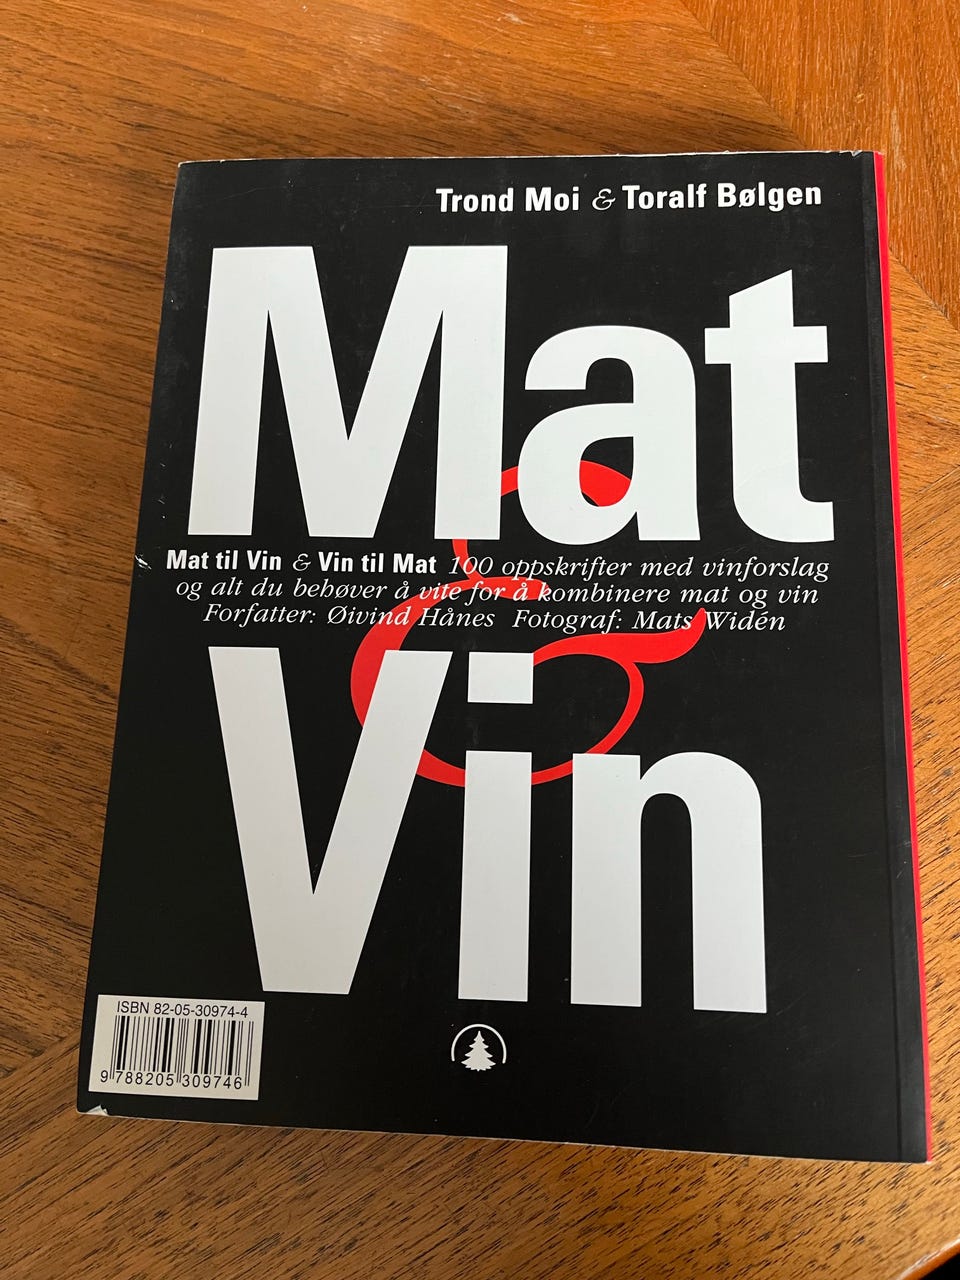 Trond Moi & Toralf Bølgen
Mat
&
Mat til Vin & Vin til Mat 100 oppskrifter med vinforslag
og alt du behøver å vite for å kombinere mat og vin
Forfatter: Øivind Hånes Fotograf: Mats Widén
Vin
ISBN 82-05-30974-4
9 788205 309746